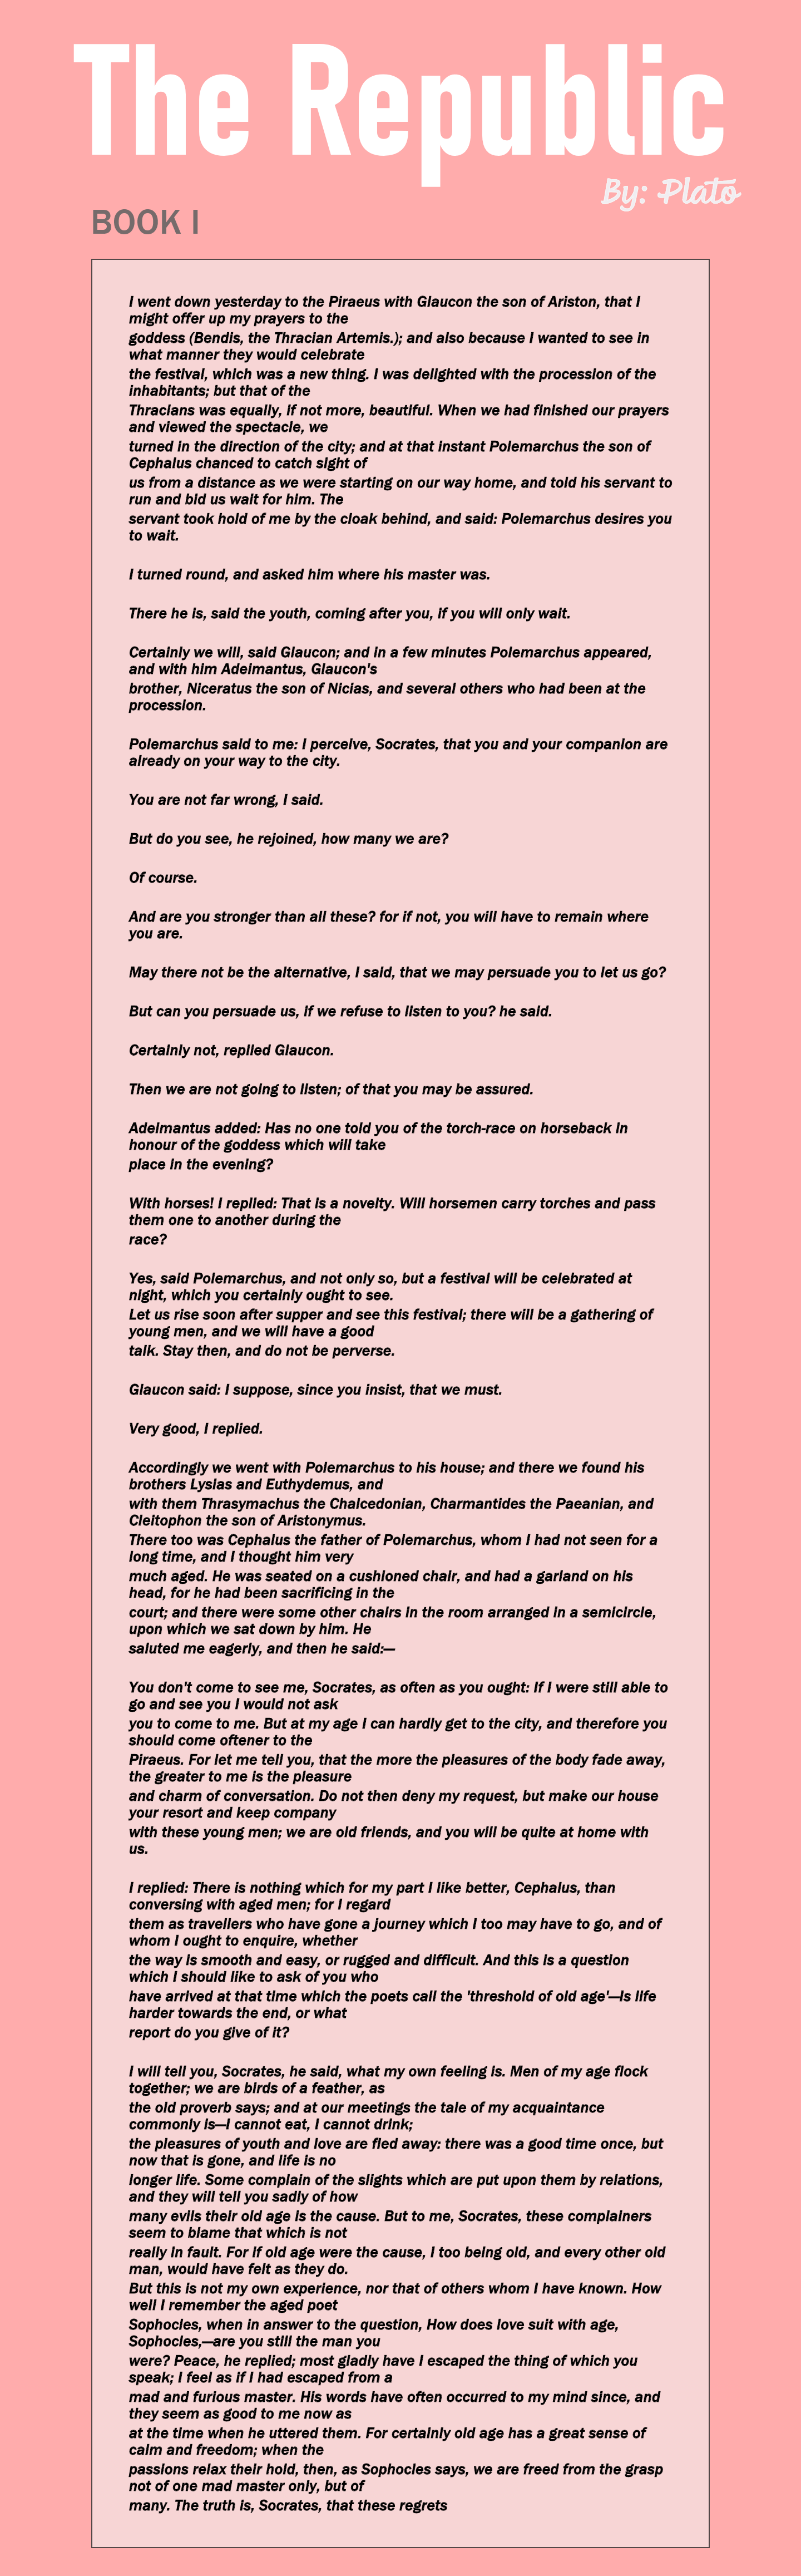 The Republic
By: Plato
BOOK I
I went down yesterday to the Piraeus with Glaucon the son of Ariston, that I
might offer up my prayers to the
goddess (Bendis, the Thracian Artemis.); and also because I wanted to see in
what manner they would celebrate
the festival, which was a new thing. I was delighted with the procession of the
inhabitants; but that of the
Thracians was equally, if not more, beautiful. When we had finished our prayers
and viewed the spectacle, we
turned in the direction of the city; and at that instant Polemarchus the son of
Cephalus chanced to catch sight of
us from a distance as we were starting on our way home, and told his servant to
run and bid us wait for him. The
servant took hold of me by the cloak behind, and said: Polemarchus desires you
to wait.
I turned round, and asked him where his master was.
There he is, said the youth, coming after you, if you will only wait.
Certainly we will, said Glaucon; and in a few minutes Polemarchus appeared,
and with him Adeimantus, Glaucon's
brother, Niceratus the son of Nicias, and several others who had been at the
procession.
Polemarchus said to me: I perceive, Socrates, that you and your companion are
already on your way to the city.
You are not far wrong, I said.
But do you see, he rejoined, how many we are?
Of course.
And are you stronger than all these? for if not, you will have to remain where
you are.
May there not be the alternative, I said, that we may persuade you to let us go?
But can you persuade us, if we refuse to listen to you? he said.
Certainly not, replied Glaucon.
Then we are not going to listen; of that you may be assured.
Adeimantus added: Has no one told you of the torch-race on horseback in
honour of the goddess which will take
place in the evening?
With horses! I replied: That is a novelty. Will horsemen carry torches and pass
them one to another during the
race?
Yes, said Polemarchus, and not only so, but a festival will be celebrated at
night, which you certainly ought to see.
Let us rise soon after supper and see this festival; there will be a gathering of
young men, and we will have a good
talk. Stay then, and do not be perverse.
Glaucon said: I suppose, since you insist, that we must.
Very good, I replied.
Accordingly we went with Polemarchus to his house; and there we found his
brothers Lysias and Euthydemus, and
with them Thrasymachus the Chalcedonian, Charmantides the Paeanian, and
Cleitophon the son of Aristonymus.
There too was Cephalus the father of Polemarchus, whom I had not seen for a
long time, and I thought him very
much aged. He was seated on a cushioned chair, and had a garland on his
head, for he had been sacrificing in the
court; and there were some other chairs in the room arranged in a semicircle,
upon which we sat down by him. He
saluted me eagerly, and then he said:—
You don't come to see me, Socrates, as often as you ought: If I were still able to
go and see you I would not ask
you to come to me. But at my age I can hardly get to the city, and therefore you
should come oftener to the
Piraeus. For let me tell you, that the more the pleasures of the body fade away,
the greater to me is the pleasure
and charm of conversation. Do not then deny my request, but make our house
your resort and keep company
with these young men; we are old friends, and you will be quite at home with
us.
I replied: There is nothing which for my part I like better, Cephalus, than
conversing with aged men; for I regard
them as travellers who have gone a journey which I too may have to go, and of
whom I ought to enquire, whether
the way is smooth and easy, or rugged and difficult. And this is a question
which I should like to ask of you who
have arrived at that time which the poets call the 'threshold of old age'—Is life
harder towards the end, or what
report do you give of it?
I will tell you, Socrates, he said, what my own feeling is. Men of my age flock
together; we are birds of a feather, as
the old proverb says; and at our meetings the tale of my acquaintance
commonly is—I cannot eat, I cannot drink;
the pleasures of youth and love are fled away: there was a good time once, but
now that is gone, and life is no
longer life. Some complain of the slights which are put upon them by relations,
and they will tell you sadly of how
many evils their old age is the cause. But to me, Socrates, these complainers
seem to blame that which is not
really in fault. For if old age were the cause, I too being old, and every other old
man, would have felt as they do.
But this is not my own experience, nor that of others whom I have known. How
well I remember the aged poet
Sophocles, when in answer to the question, How does love suit with age,
Sophocles,—are you still the man you
were? Peace, he replied; most gladly have I escaped the thing of which you
speak; I feel as if I had escaped from a
mad and furious master. His words have often occurred to my mind since, and
they seem as good to me now as
at the time when he uttered them. For certainly old age has a great sense of
calm and freedom; when the
passions relax their hold, then, as Sophocles says, we are freed from the grasp
not of one mad master only, but of
many. The truth is, Socrates, that these regrets